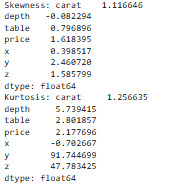 Skewness: carat    1.116646
depth   -0.082294
table    0.796896
price    1.618395
x        0.398517
y        2.460720
z        1.585799
dtype: float64
Kurtosis: carat     1.256635
depth     5.739415
table     2.801857
price     2.177696
x        -0.702667
y        91.744699
z        47.783425
dtype: float64